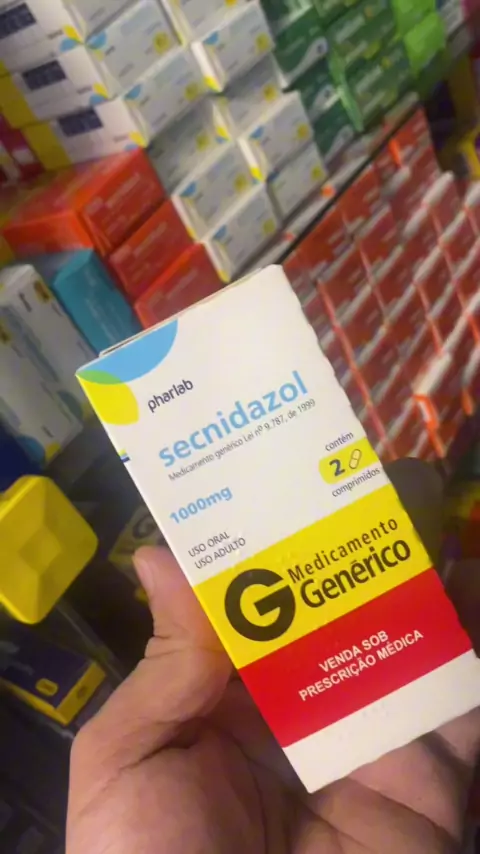 pharlab
secnidazol
Medicamento genérico Lei nº 9.787, de 1999
1000mg
contém
2
comprimidos
USO ORAL
USO ADULTO
G Medicamento
Genérico
VENDA SOB
PRESCRIÇÃO MÉDICA